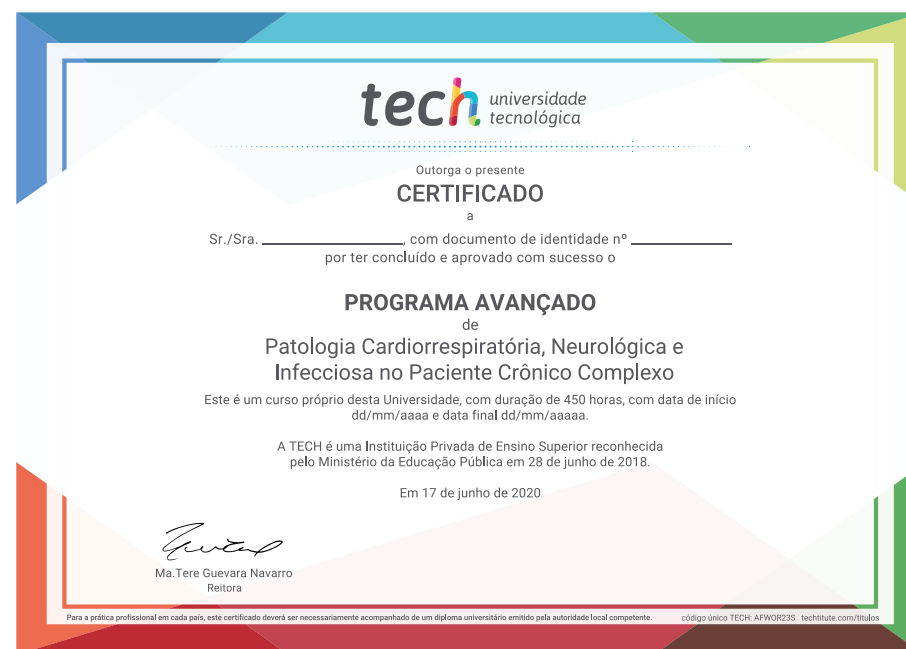 tech universidade
tecnológica
Outorga o presente
CERTIFICADO
a
Sr./Sra. , com documento de identidade nº
por ter concluído e aprovado com sucesso o
PROGRAMA AVANÇADO
de
Patologia Cardiorrespiratória, Neurológica e
Infecciosa no Paciente Crônico Complexo
Este é um curso próprio desta Universidade, com duração de 450 horas, com data de início
dd/mm/aaaa e data final dd/mm/aaaaa.
A TECH é uma Instituição Privada de Ensino Superior reconhecida
pelo Ministério da Educação Pública em 28 de junho de 2018.
Em 17 de junho de 2020
Ma.Tere Guevara Navarro
Reitora
Para a prática profissional em cada país, este certificado deverá ser necessariamente acompanhado de um diploma universitário emitido pela autoridade local competente. código único TECH: AFWOR23S techtitute.com/titulos